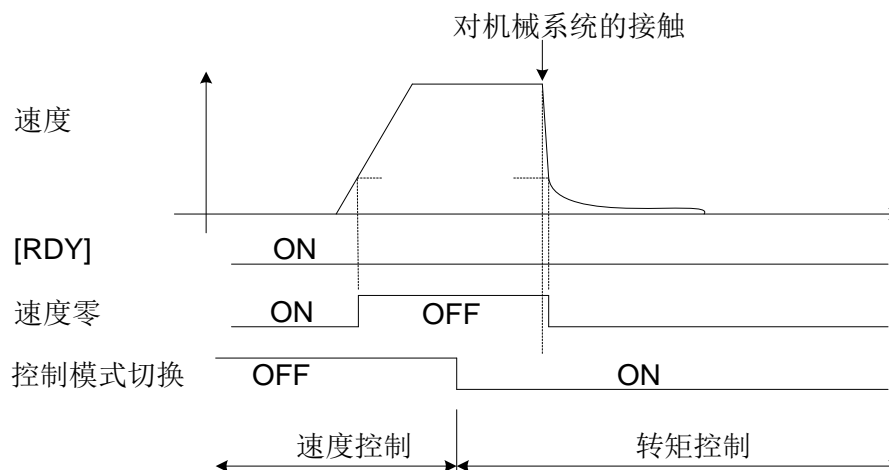 对机械系统的接触
速度
[RDY] ON
速度零 ON OFF
控制模式切换 OFF ON
速度控制 转矩控制